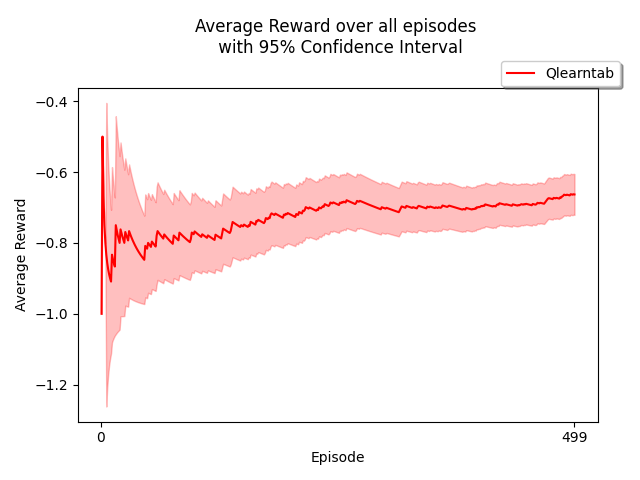 Average Reward over all episodes
with 95% Confidence Interval
Qlearntab
−0.4
−0.6
−0.8
−1.0
−1.2
Average Reward
0
499
Episode